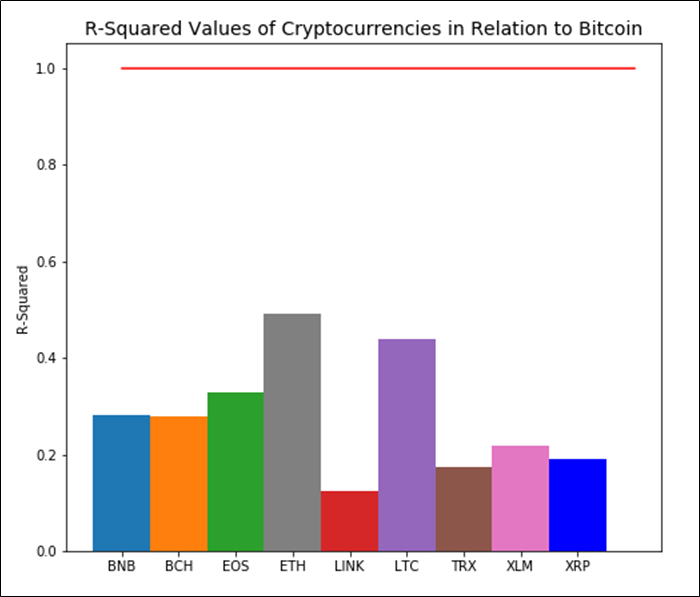 R-Squared Values of Cryptocurrencies in Relation to Bitcoin
1.0
0.8
0.6
0.4
0.2
0.0
R-Squared
BNB BCH EOS ETH LINK LTC TRX XLM XRP